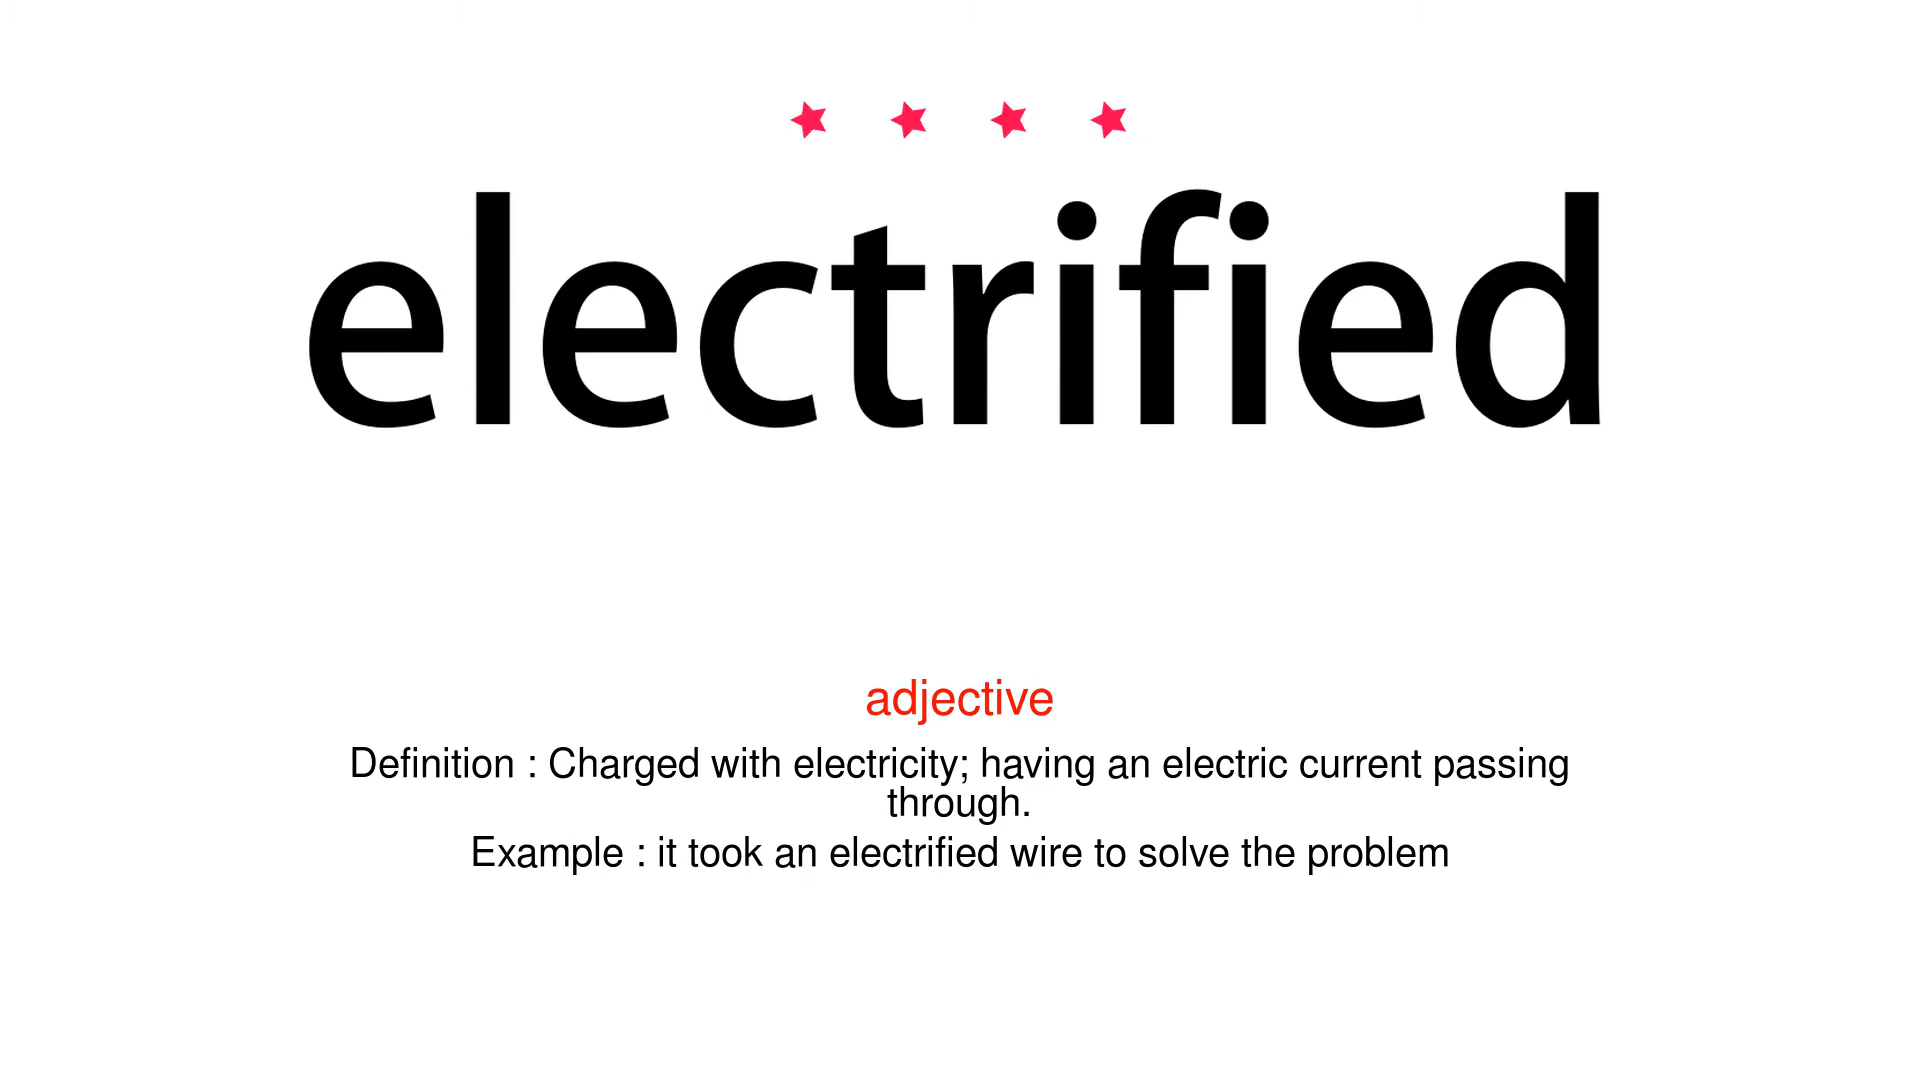 electrified
adjective
Definition : Charged with electricity; having an electric current passing
through.
Example : it took an electrified wire to solve the problem